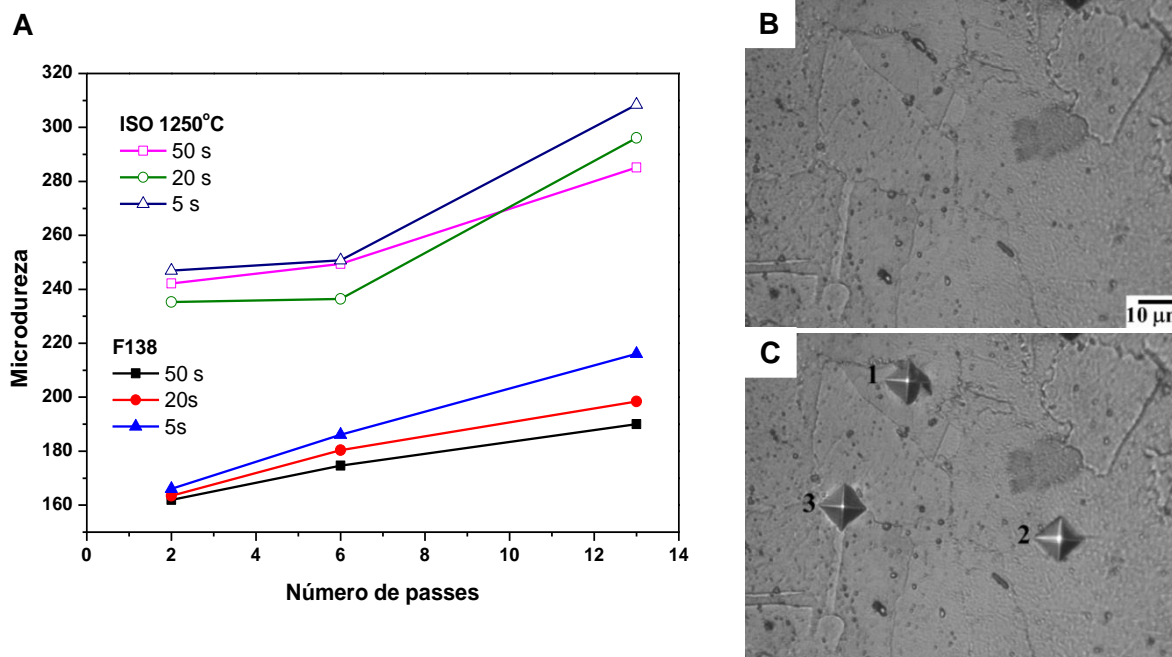 A
Microdureza
320
300
280
260
240
220
200
180
160
ISO 1250°C
50 s
20 s
5 s
F138
50 s
20s
5s
0 2 4 6 8 10 12 14
Número de passes
B
10 µm
C
1
3
2